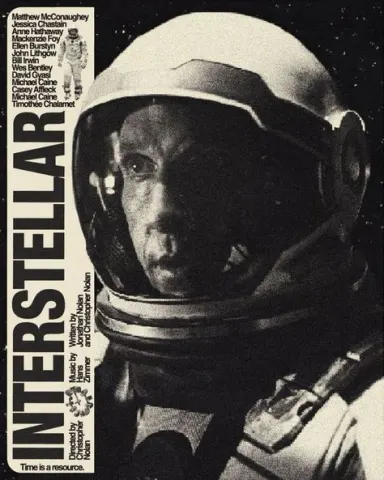 Matthew McConaughey
Jessica Chastain
Anne Hathaway
Mackenzie Foy
Ellen Burstyn
John Lithgow
Bill Irwin
Wes Bentley
David Gyasi
Michael Caine
Casey Affleck
Michael Caine
Timothée Chalamet
INTERSTELLAR
Written by
Jonathan Nolan
and Christopher Nolan
Music by
Hans
Zimmer
Directed by
Christopher
Nolan
Time is a resource.